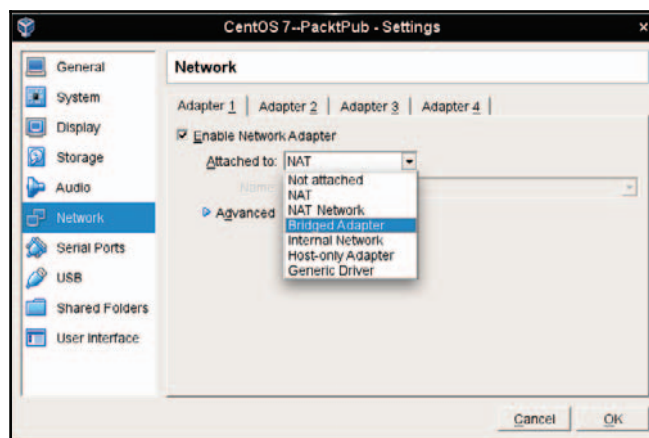 CentOS 7--PacktPub - Settings
General
System
Display
Storage
Audio
Network
Serial Ports
USB
Shared Folders
User Interface
Network
Adapter 1 Adapter 2 Adapter 3 Adapter 4
Enable Network Adapter
Attached to: NAT
Name:
Not attached
NAT
NAT Network
Bridged Adapter
Internal Network
Host-only Adapter
Generic Driver
Advanced
Cancel OK